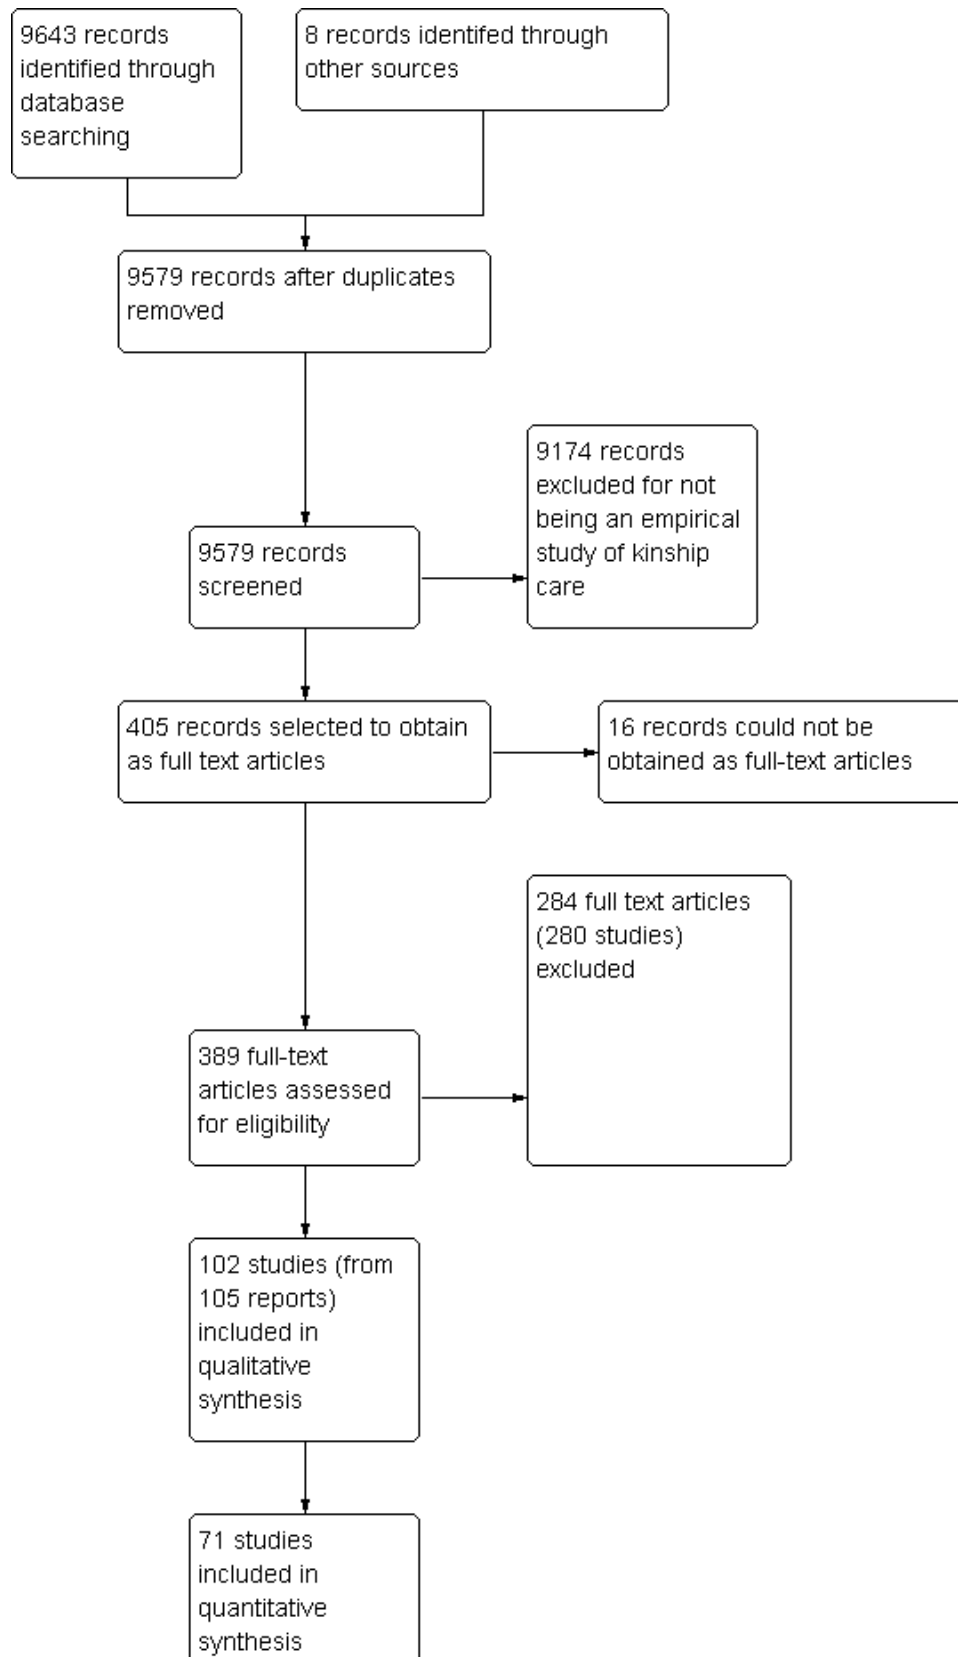 9643 records
identified through
database
searching
8 records identifed through
other sources
9579 records after duplicates
removed
9174 records
excluded for not
being an empirical
study of kinship
care
9579 records
screened
405 records selected to obtain
as full text articles
16 records could not be
obtained as full-text articles
284 full text articles
(280 studies)
excluded
389 full-text
articles assessed
for eligibility
102 studies (from
105 reports)
included in
qualitative
synthesis
71 studies
included in
quantitative
synthesis